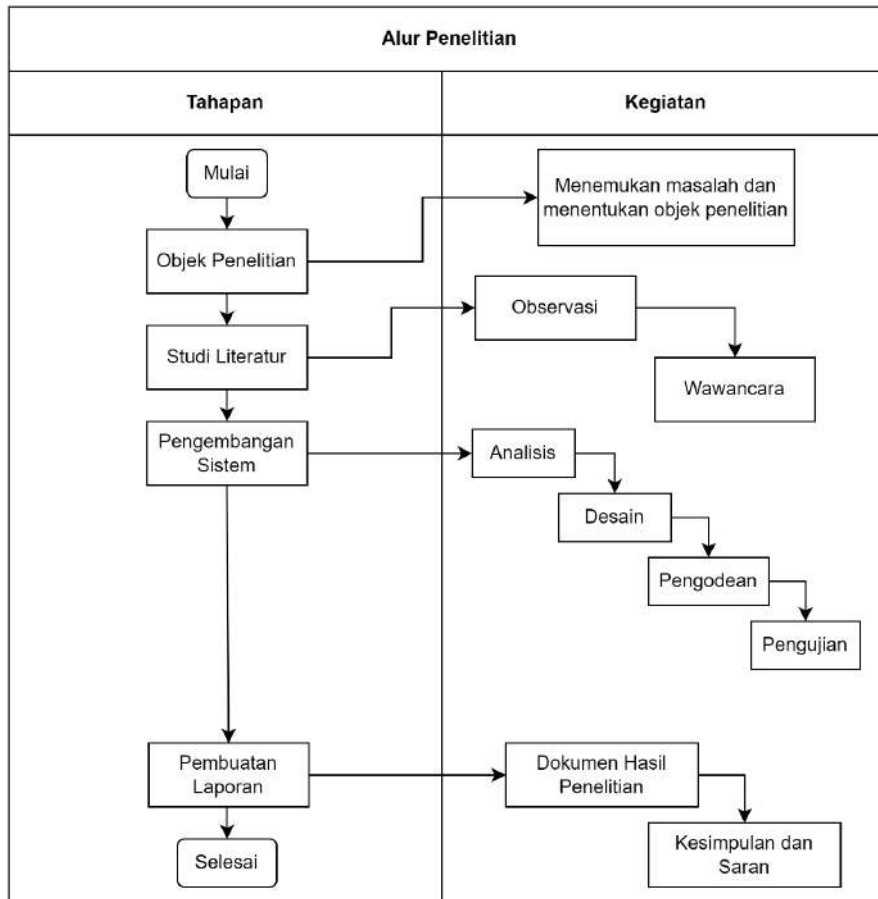 Alur Penelitian
Tahapan
Kegiatan
Mulai
Menemukan masalah dan
menentukan objek penelitian
Objek Penelitian
Observasi
Studi Literatur
Wawancara
Pengembangan
Sistem
Analisis
Desain
Pengodean
Pengujian
Pembuatan
Laporan
Dokumen Hasil
Penelitian
Kesimpulan dan
Saran
Selesai